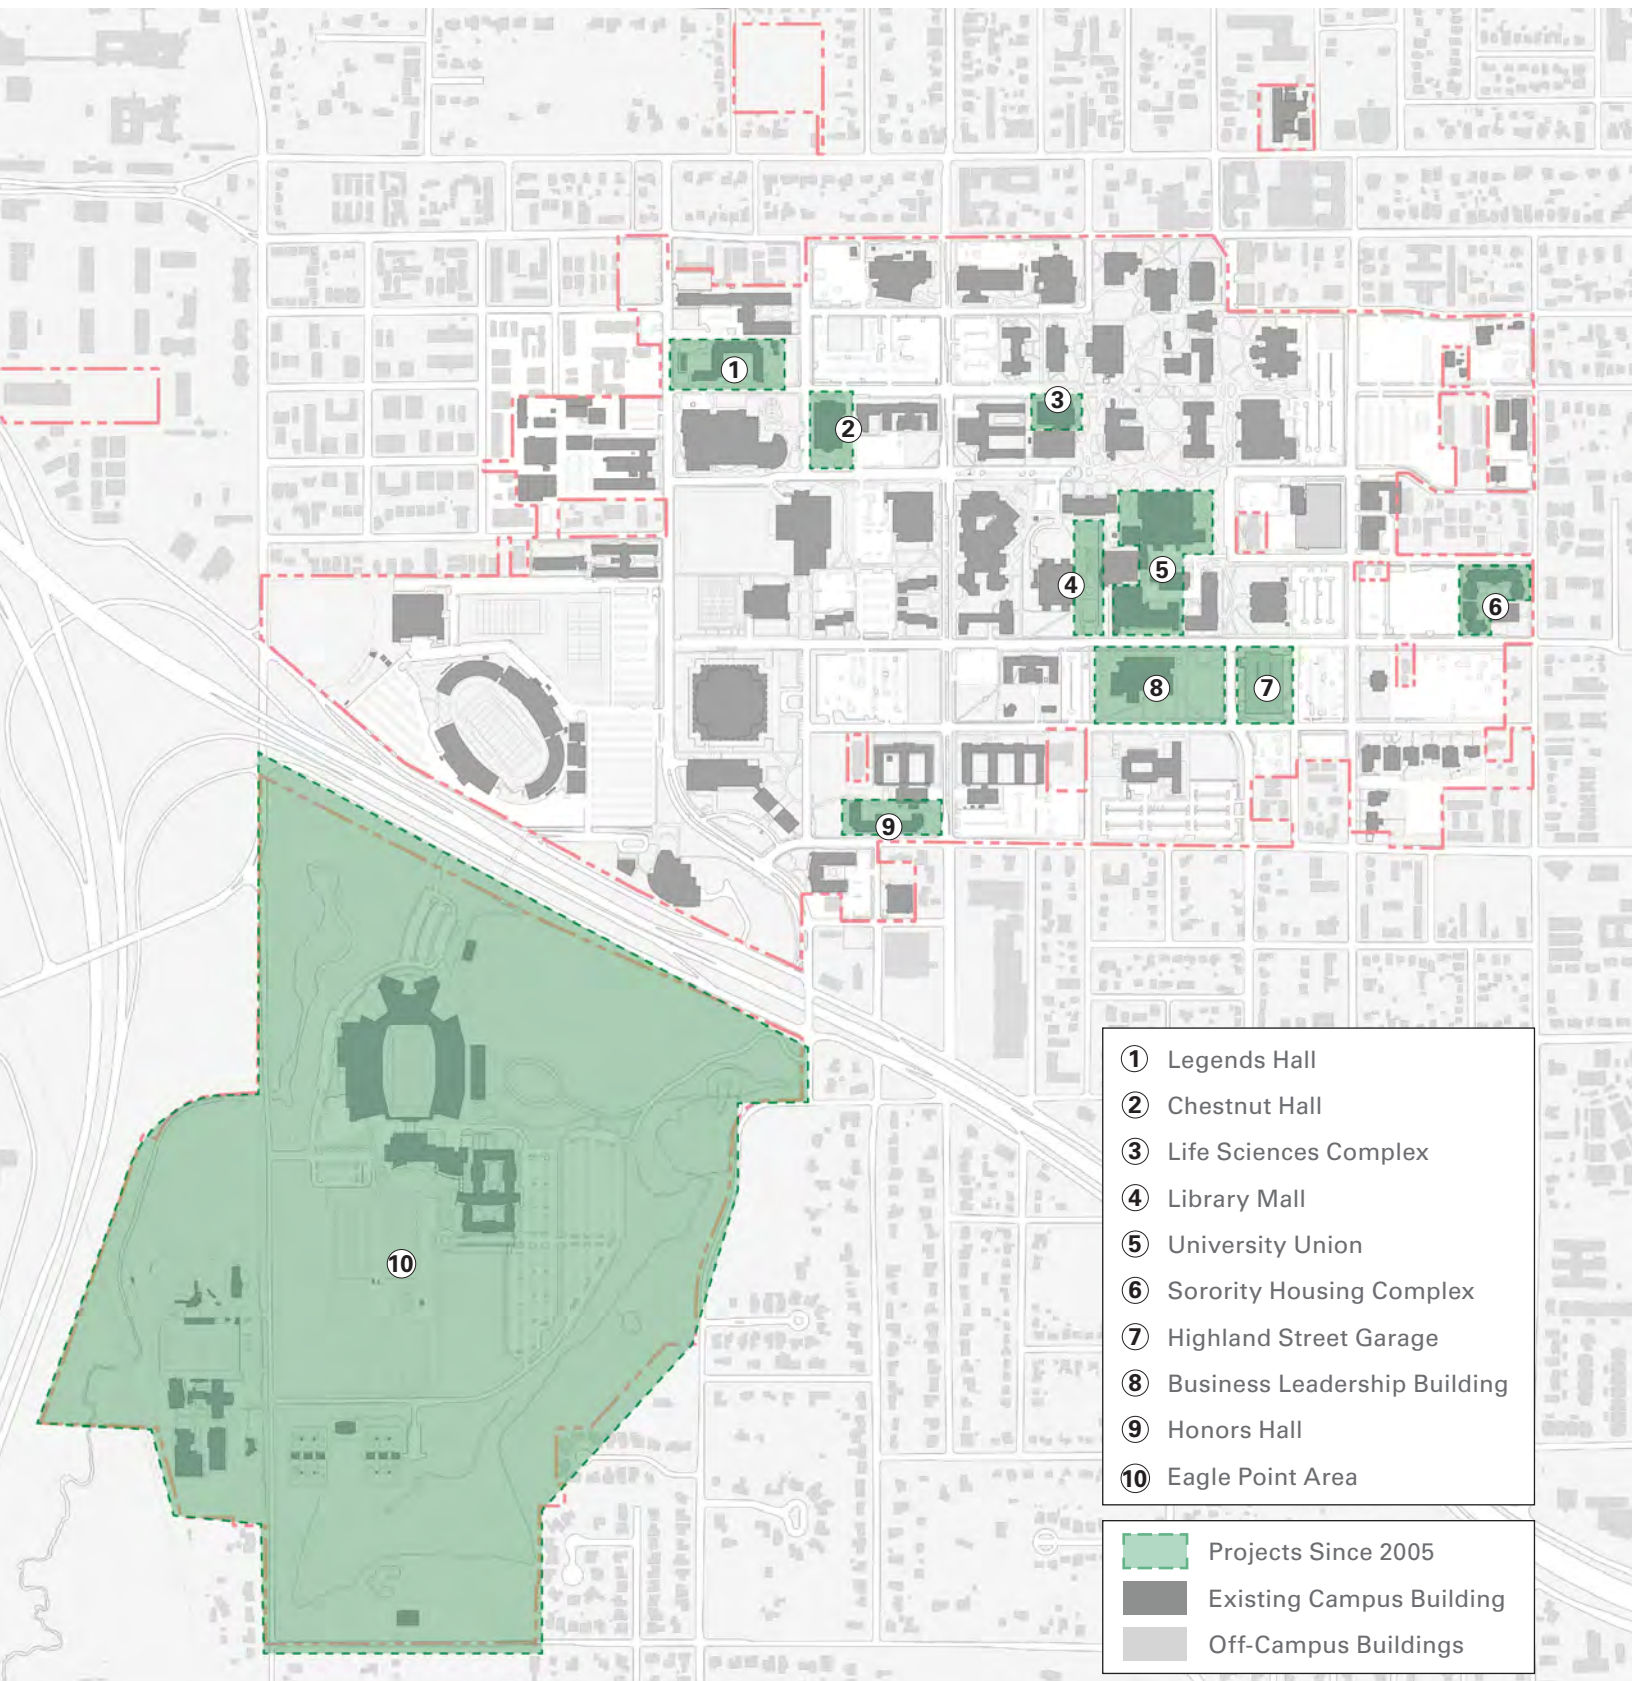 1
2
3
4
5
6
7
8
9
10
1 Legends Hall
2 Chestnut Hall
3 Life Sciences Complex
4 Library Mall
5 University Union
6 Sorority Housing Complex
7 Highland Street Garage
8 Business Leadership Building
9 Honors Hall
10 Eagle Point Area
Projects Since 2005
Existing Campus Building
Off-Campus Buildings